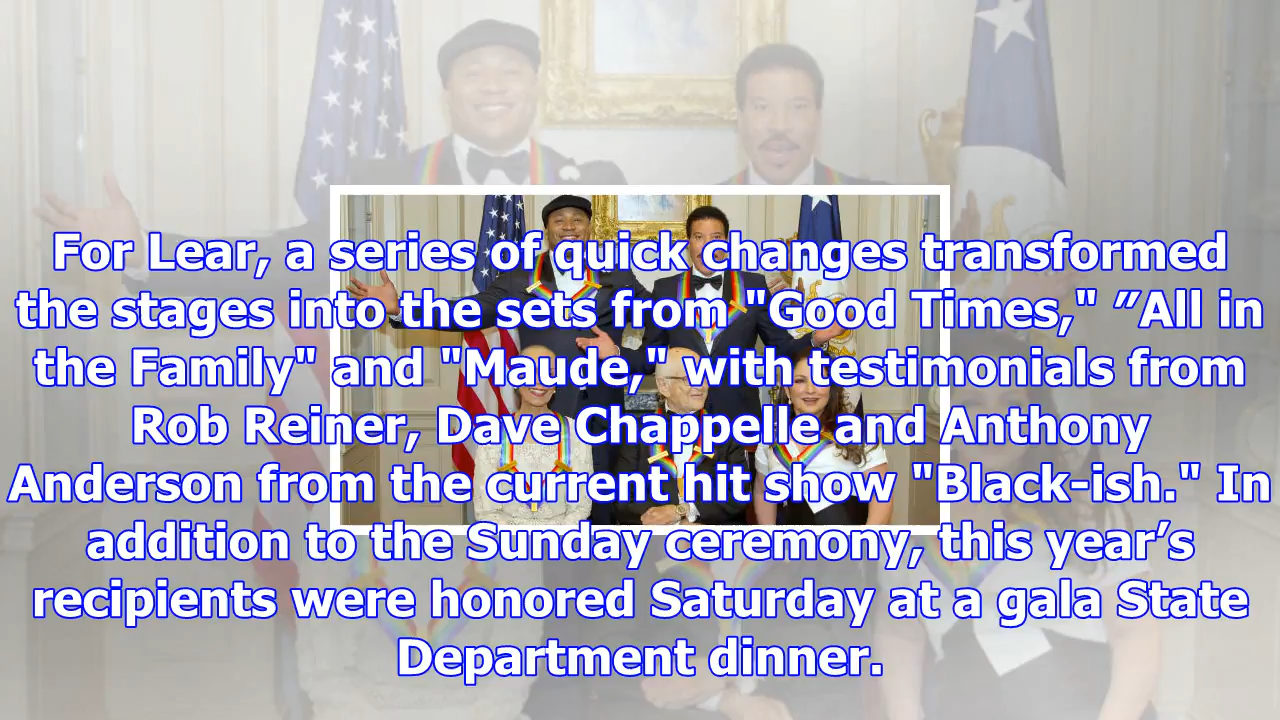 For Lear, a series of quick changes transformed
the stages into the sets from "Good Times," ”All in
the Family" and "Maude," with testimonials from
Rob Reiner, Dave Chappelle and Anthony
Anderson from the current hit show "Black-ish." In
addition to the Sunday ceremony, this year’s
recipients were honored Saturday at a gala State
Department dinner.